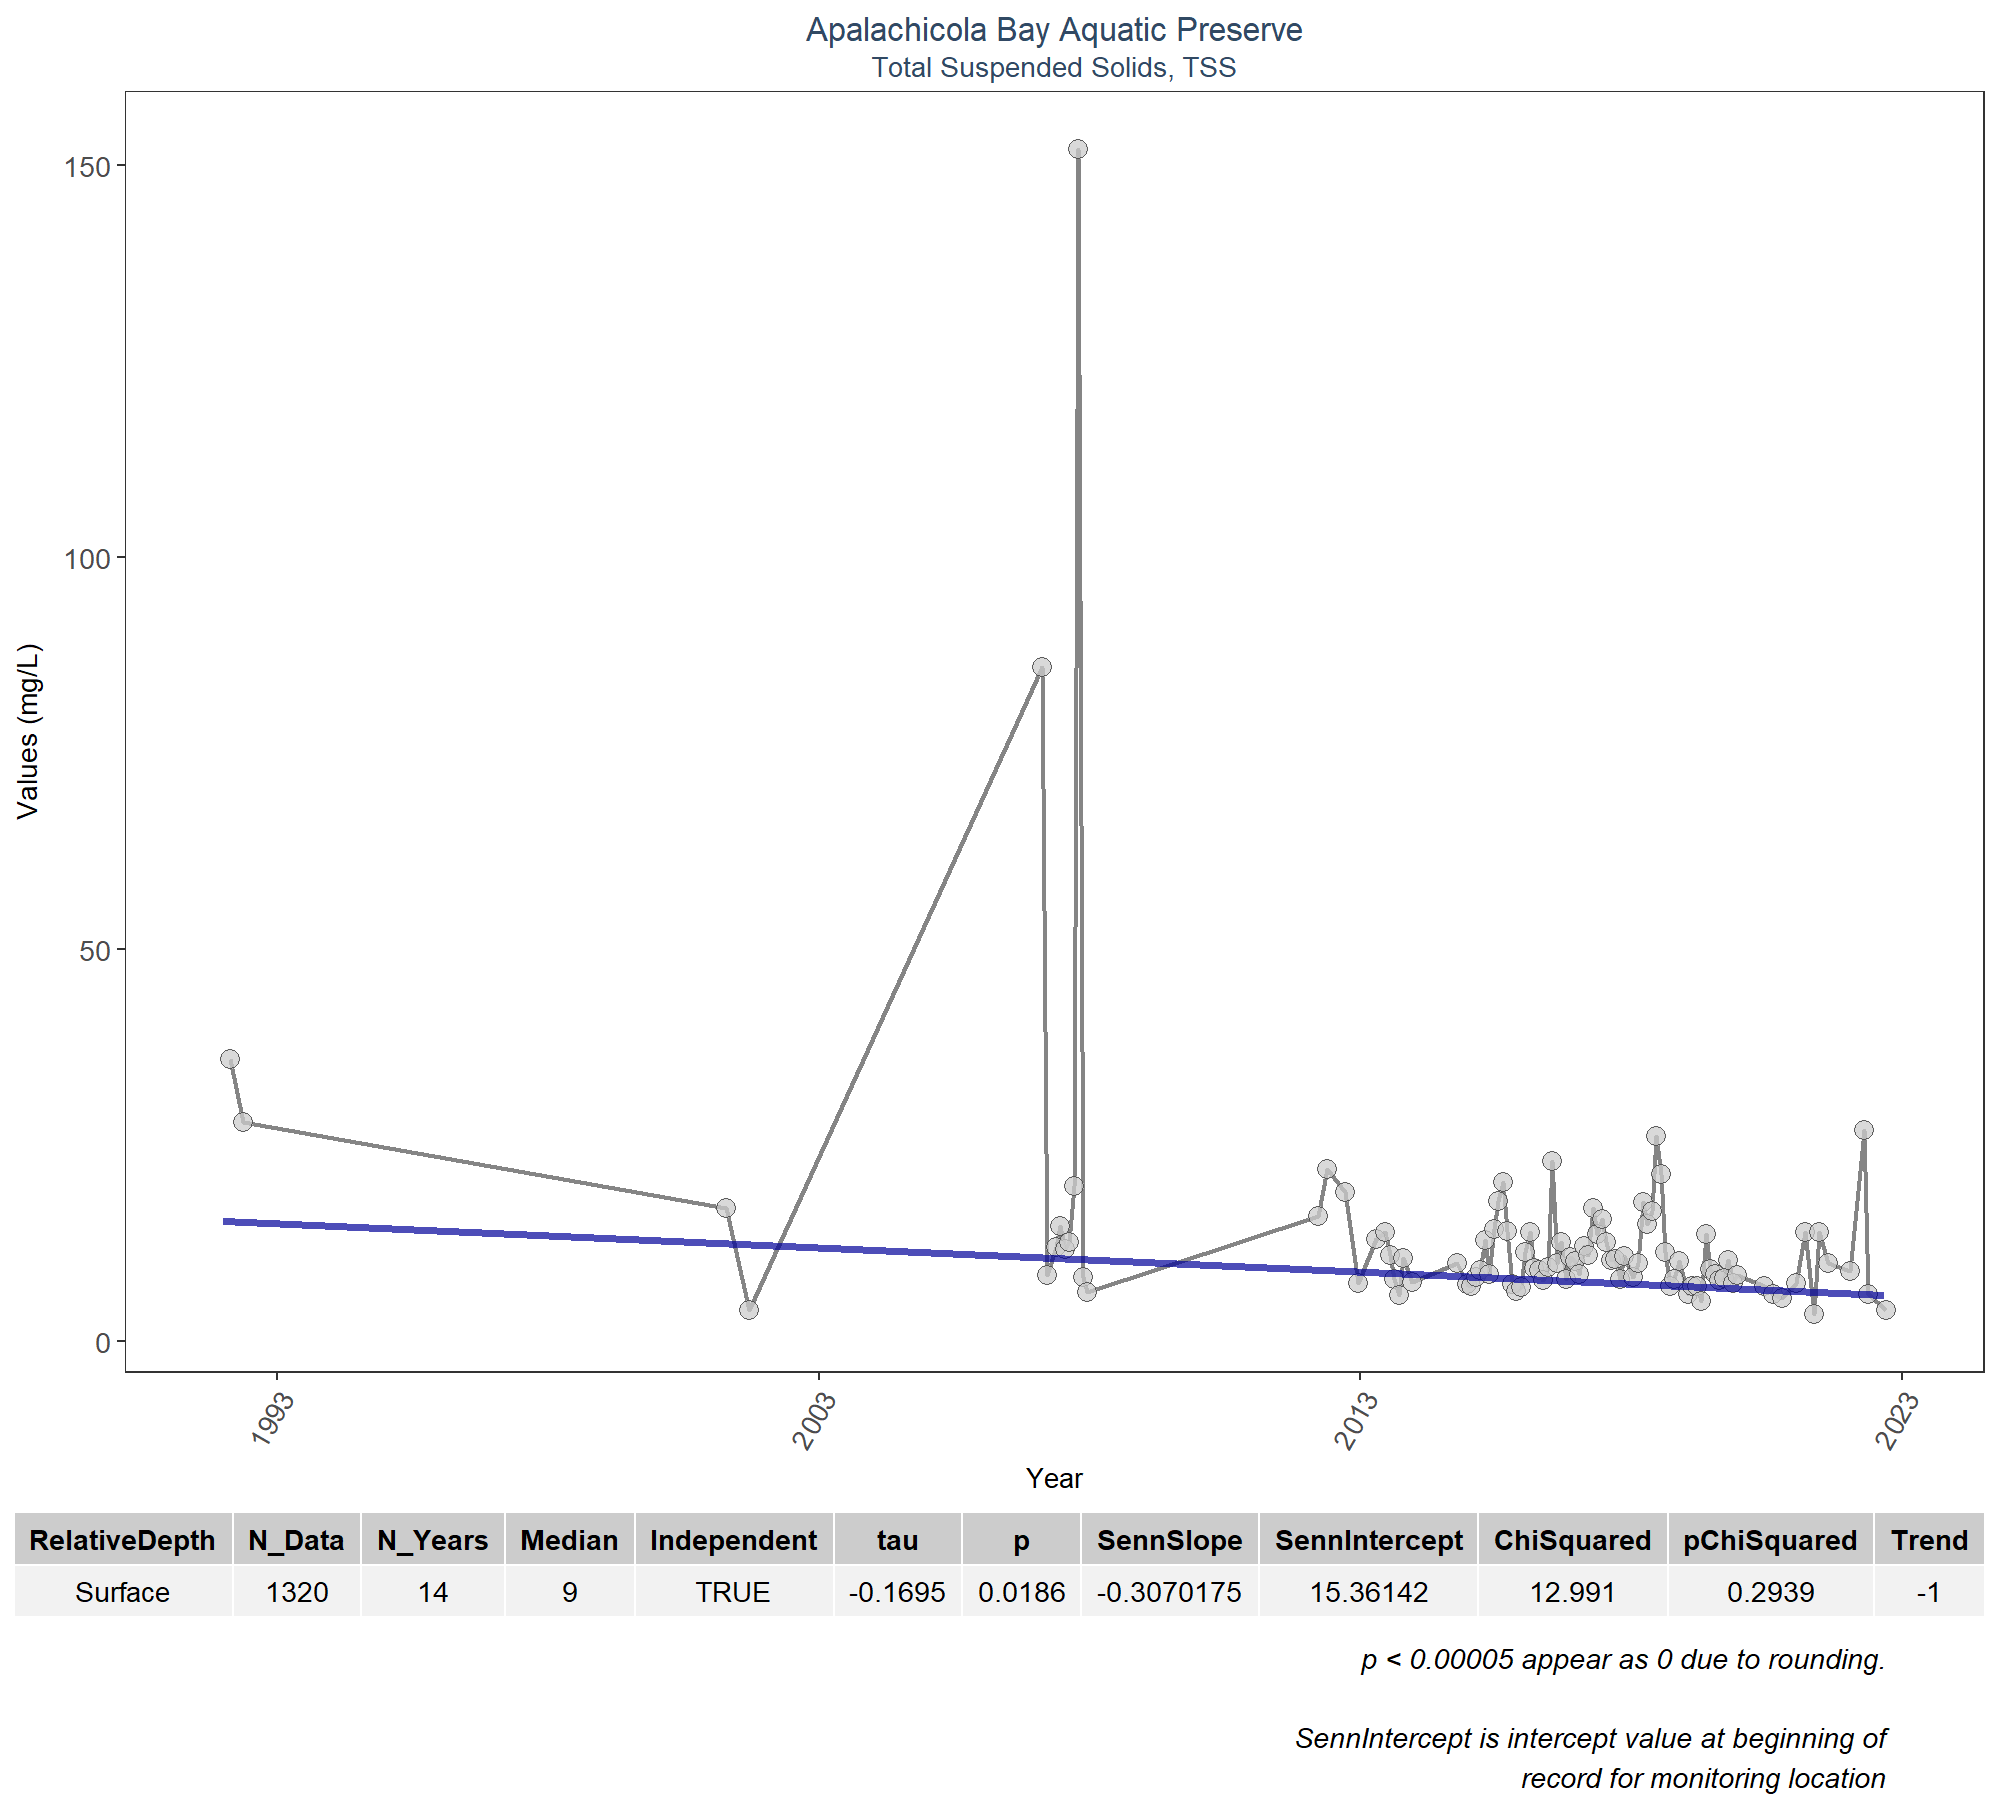 Apalachicola Bay Aquatic Preserve
Total Suspended Solids, TSS
150
100
50
0
Values (mg/L)
1993
2003
2013
2023
Year
RelativeDepth N_Data N_Years Median Independent tau p SennSlope SennIntercept ChiSquared pChiSquared Trend
Surface 1320 14 9 TRUE -0.1695 0.0186 -0.3070175 15.36142 12.991 0.2939 -1
p < 0.00005 appear as 0 due to rounding.
SennIntercept is intercept value at beginning of
record for monitoring location